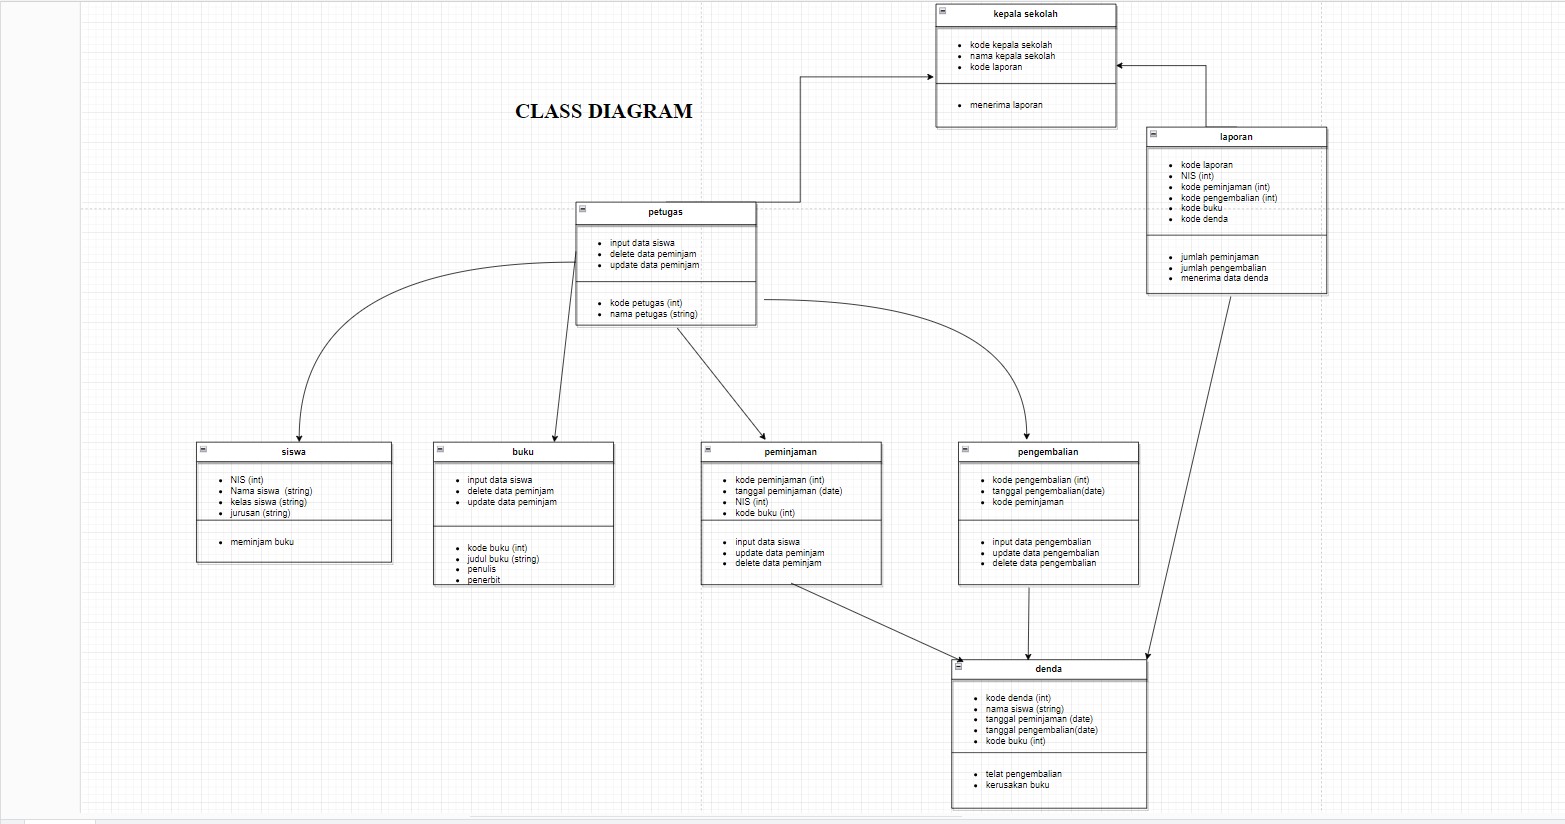 kepala sekolah
kode kepala sekolah
nama kepala sekolah
kode laporan
menerima laporan
CLASS DIAGRAM
laporan
kode laporan
NIS (int)
kode peminjaman (int)
kode pengembalian (int)
kode buku
kode denda
jumlah peminjaman
jumlah pengembalian
menerima data denda
petugas
input data siswa
delete data peminjam
update data peminjam
kode petugas (int)
nama petugas (string)
siswa
NIS (int)
Nama siswa  (string)
kelas siswa (string)
jurusan (string)
meminjam buku
buku
input data siswa
delete data peminjam
update data peminjam
kode buku (int)
judul buku (string)
penulis
penerbit
peminjaman
kode peminjaman (int)
tanggal peminjaman (date)
NIS (int)
kode buku (int)
input data siswa
update data peminjam
delete data peminjam
pengembalian
kode pengembalian (int)
tanggal pengembalian(date)
kode peminjaman
input data pengembalian
update data pengembalian
delete data pengembalian
denda
kode denda (int)
nama siswa (string)
tanggal peminjaman (date)
tanggal pengembalian(date)
kode buku (int)
telat pengembalian
kerusakan buku